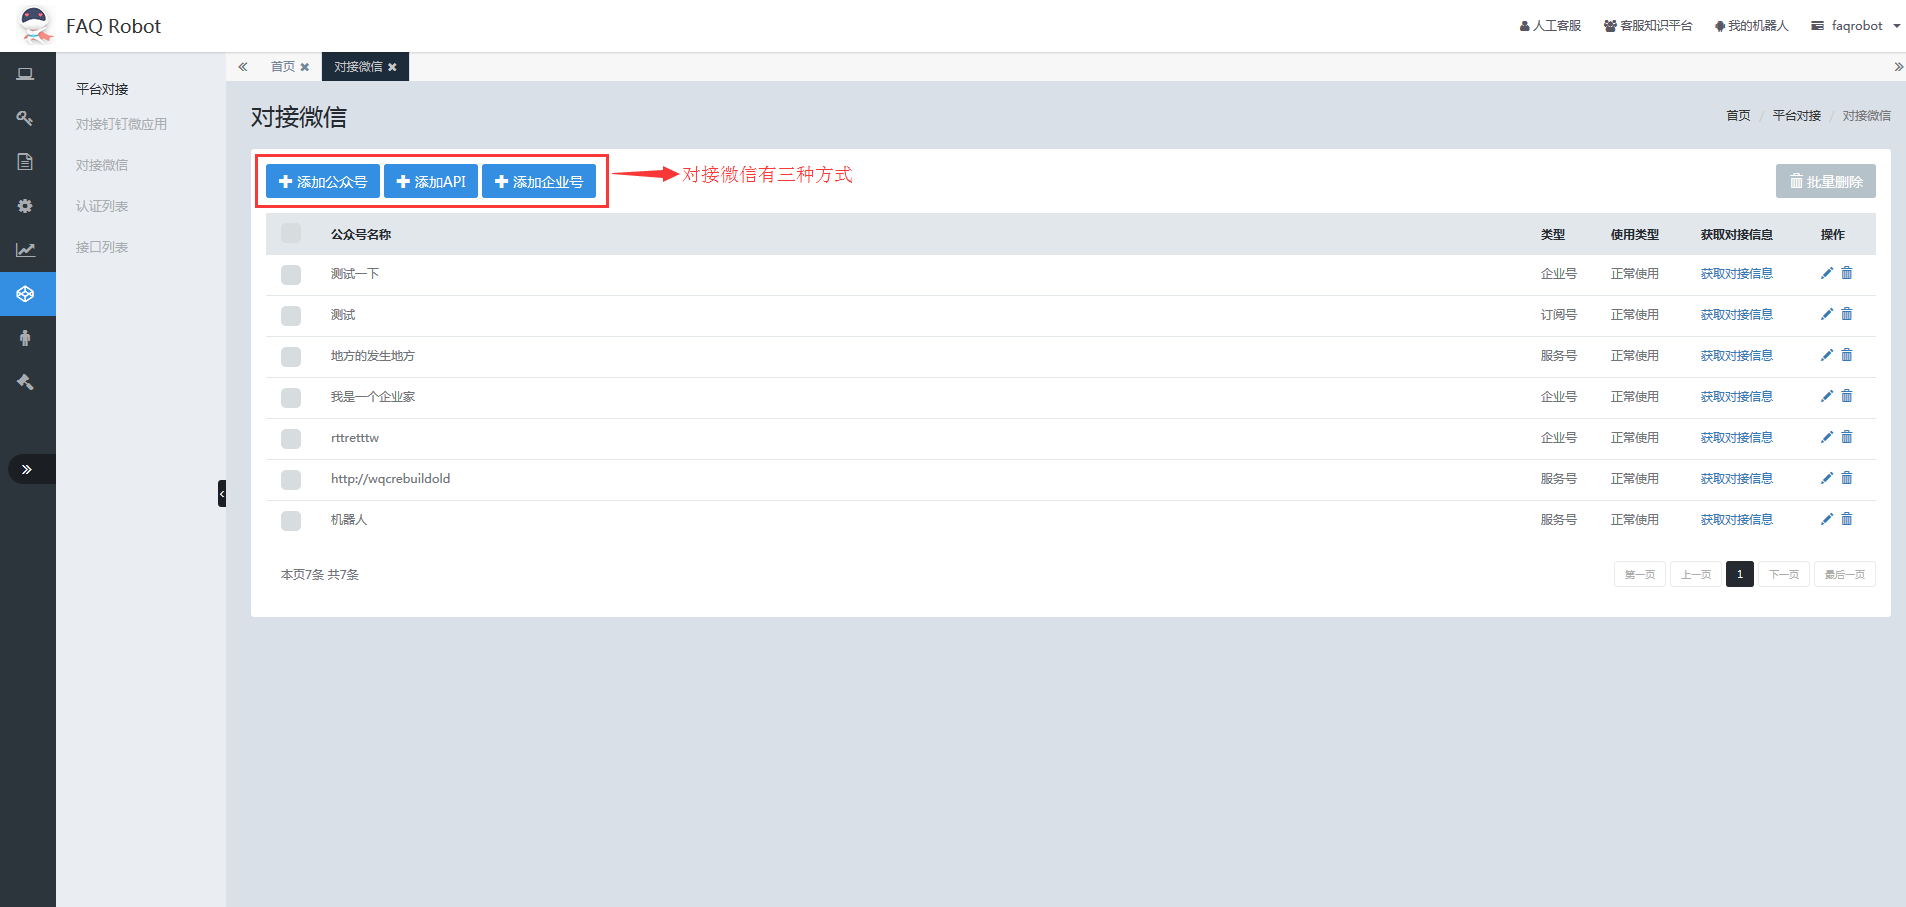 FAQ Robot
人工客服 客服知识平台 我的机器人 faqrobot
平台对接
对接钉钉微应用
对接微信
认证列表
接口列表
首页 对接微信
对接微信
首页 / 平台对接 / 对接微信
添加公众号 添加API 添加企业号 对接微信有三种方式 批量删除
公众号名称 类型 使用类型 获取对接信息 操作
测试一下 企业号 正常使用 获取对接信息
测试 订阅号 正常使用 获取对接信息
地方的发生地方 服务号 正常使用 获取对接信息
我是一个企业家 企业号 正常使用 获取对接信息
rttretttw 企业号 正常使用 获取对接信息
http://wqcrebuildold 服务号 正常使用 获取对接信息
机器人 服务号 正常使用 获取对接信息
本页7条 共7条 第一页 上一页 1 下一页 最后一页